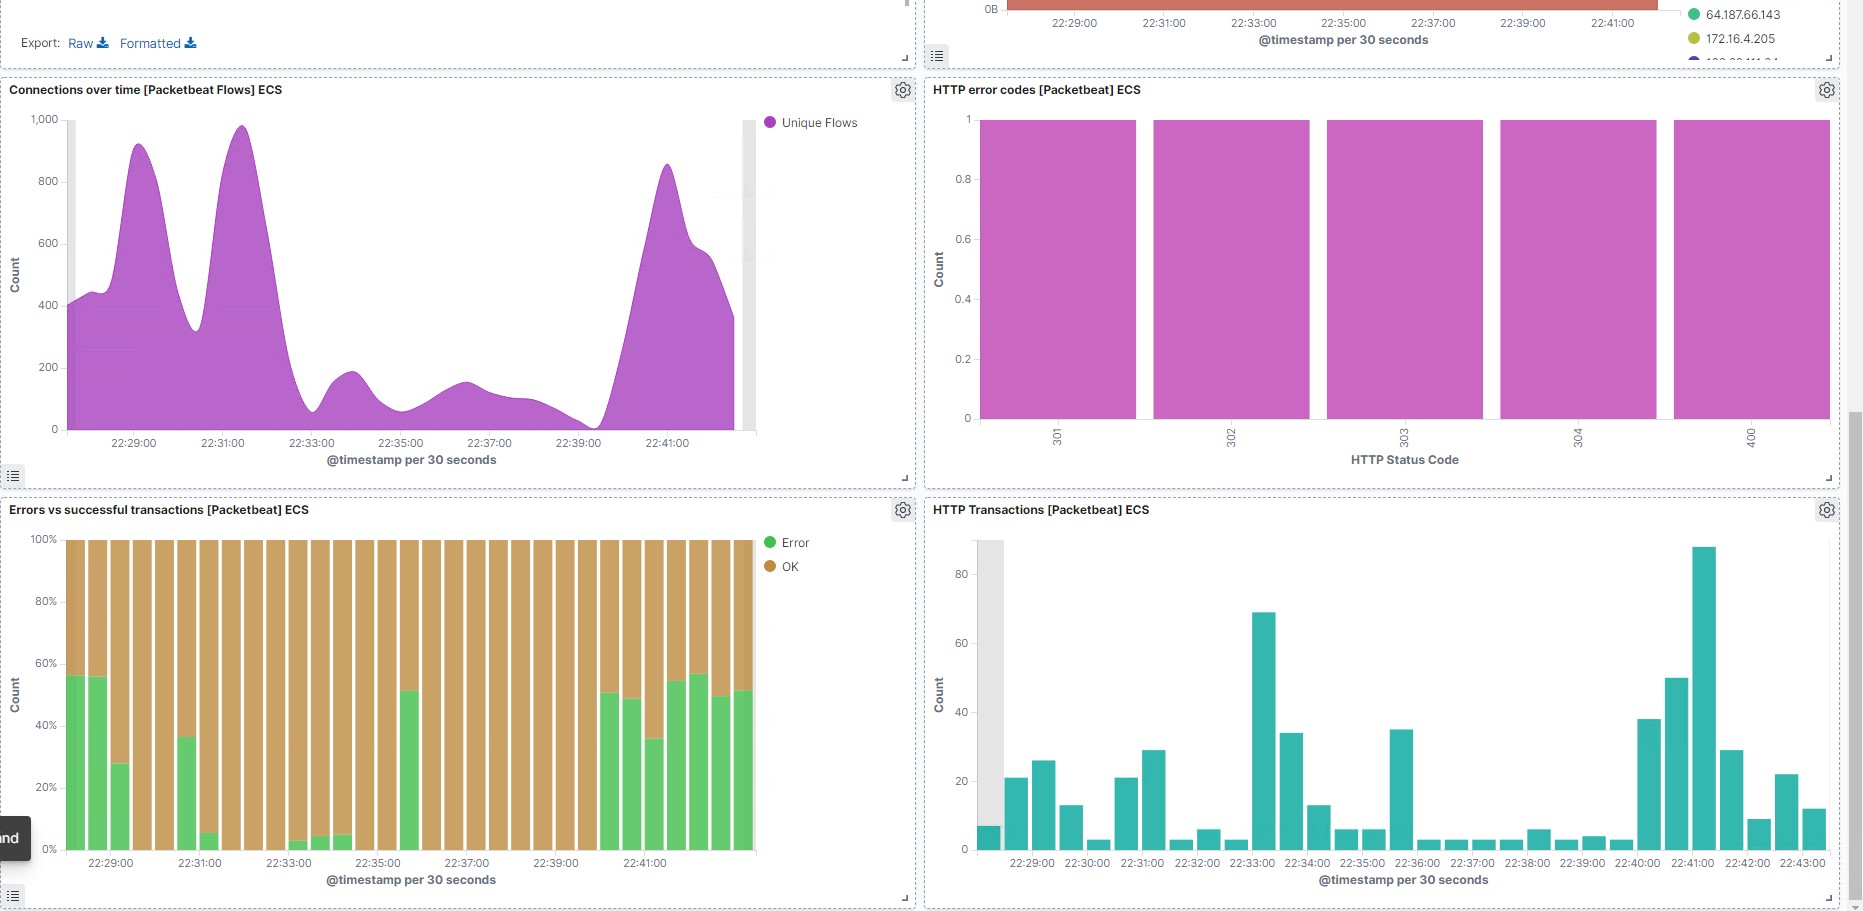 Export: Raw Formatted
0B
22:29:00 22:31:00 22:33:00 22:35:00 22:37:00 22:39:00 22:41:00
@timestamp per 30 seconds
64.187.66.143
172.16.4.205
Connections over time [Packetbeat Flows] ECS
1,000
800
600
400
200
0
Count
22:29:00 22:31:00 22:33:00 22:35:00 22:37:00 22:39:00 22:41:00
@timestamp per 30 seconds
Unique Flows
HTTP error codes [Packetbeat] ECS
1
0.8
0.6
0.4
0.2
0
Count
301 302 303 304 400
HTTP Status Code
Errors vs successful transactions [Packetbeat] ECS
100%
80%
60%
40%
20%
0%
Count
22:29:00 22:31:00 22:33:00 22:35:00 22:37:00 22:39:00 22:41:00
@timestamp per 30 seconds
Error
OK
nd
HTTP Transactions [Packetbeat] ECS
80
60
40
20
0
Count
22:29:00 22:30:00 22:31:00 22:32:00 22:33:00 22:34:00 22:35:00 22:36:00 22:37:00 22:38:00 22:39:00 22:40:00 22:41:00 22:42:00 22:43:00
@timestamp per 30 seconds